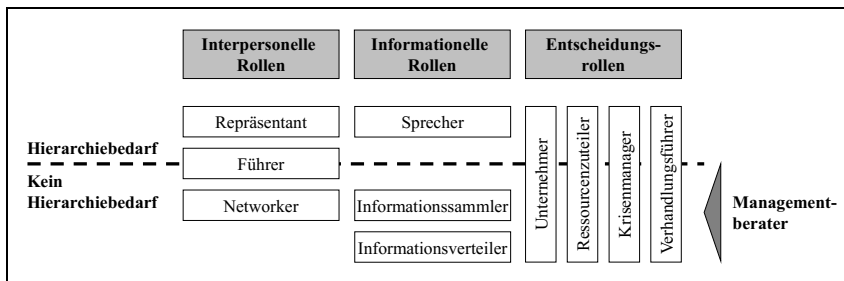 Interpersonelle
Rollen
Informationelle
Rollen
Entscheidungs-
rollen
Repräsentant
Sprecher
Hierarchiebedarf
Führer
Kein
Hierarchiebedarf
Networker
Informationssammler
Informationsverteiler
Unternehmer
Ressourcenzuteiler
Krisenmanager
Verhandlungsführer
Management-
berater